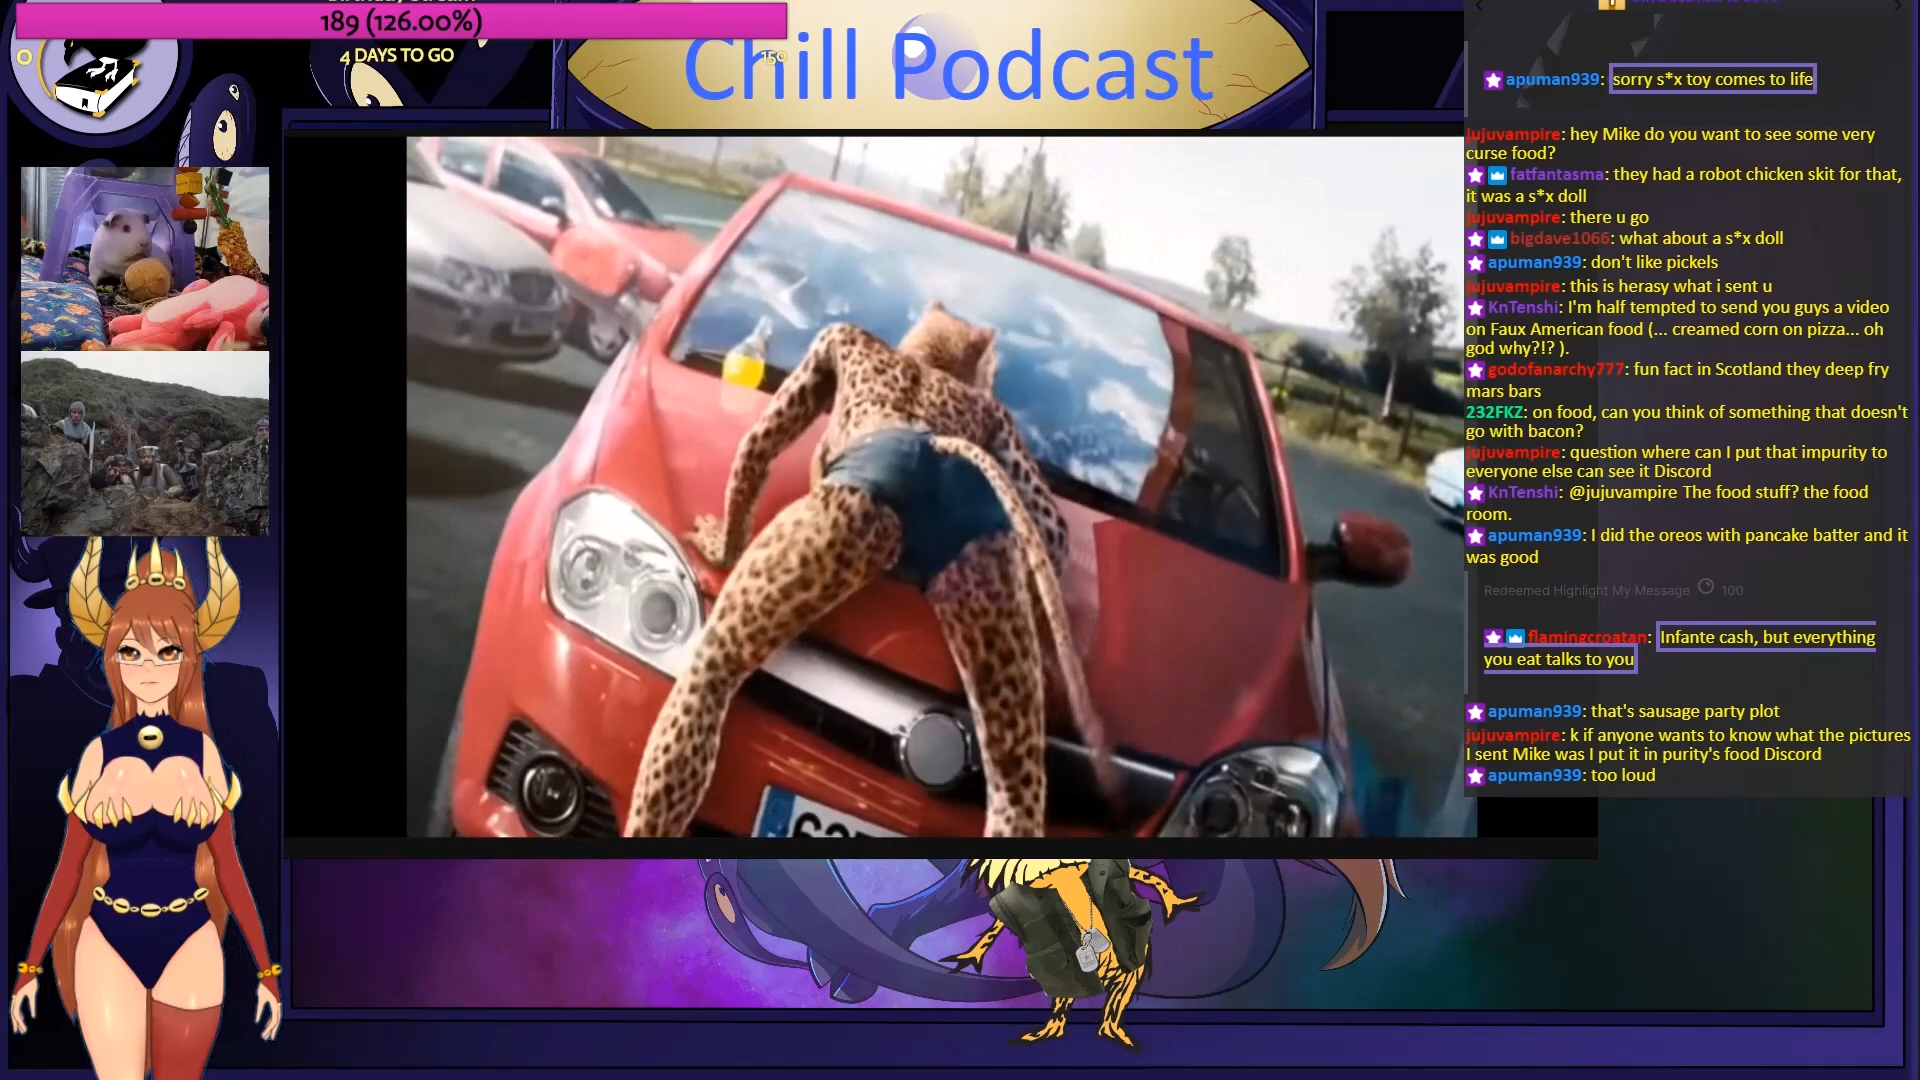 189 (126.00%)
4 DAYS TO GO
150
Chill Podcast
apuman939: sorry s*x toy comes to life
jujuvampire: hey Mike do you want to see some very
curse food?
fatfantasma: they had a robot chicken skit for that,
it was a s*x doll
jujuvampire: there u go
bigdave1066: what about a s*x doll
apuman939: don't like pickels
jujuvampire: this is herasy what i sent u
KnTenshi: I'm half tempted to send you guys a video
on Faux American food (... creamed corn on pizza... oh
god why?!? ).
godofanarchy777: fun fact in Scotland they deep fry
mars bars
232FKZ: on food, can you think of something that doesn't
go with bacon?
jujuvampire: question where can I put that impurity to
everyone else can see it Discord
KnTenshi: @jujuvampire The food stuff? the food
room.
apuman939: I did the oreos with pancake batter and it
was good
Redeemed Highlight My Message 100
flamingcroatan: Infante cash, but everything
you eat talks to you
apuman939: that's sausage party plot
jujuvampire: k if anyone wants to know what the pictures
I sent Mike was I put it in purity's food Discord
apuman939: too loud